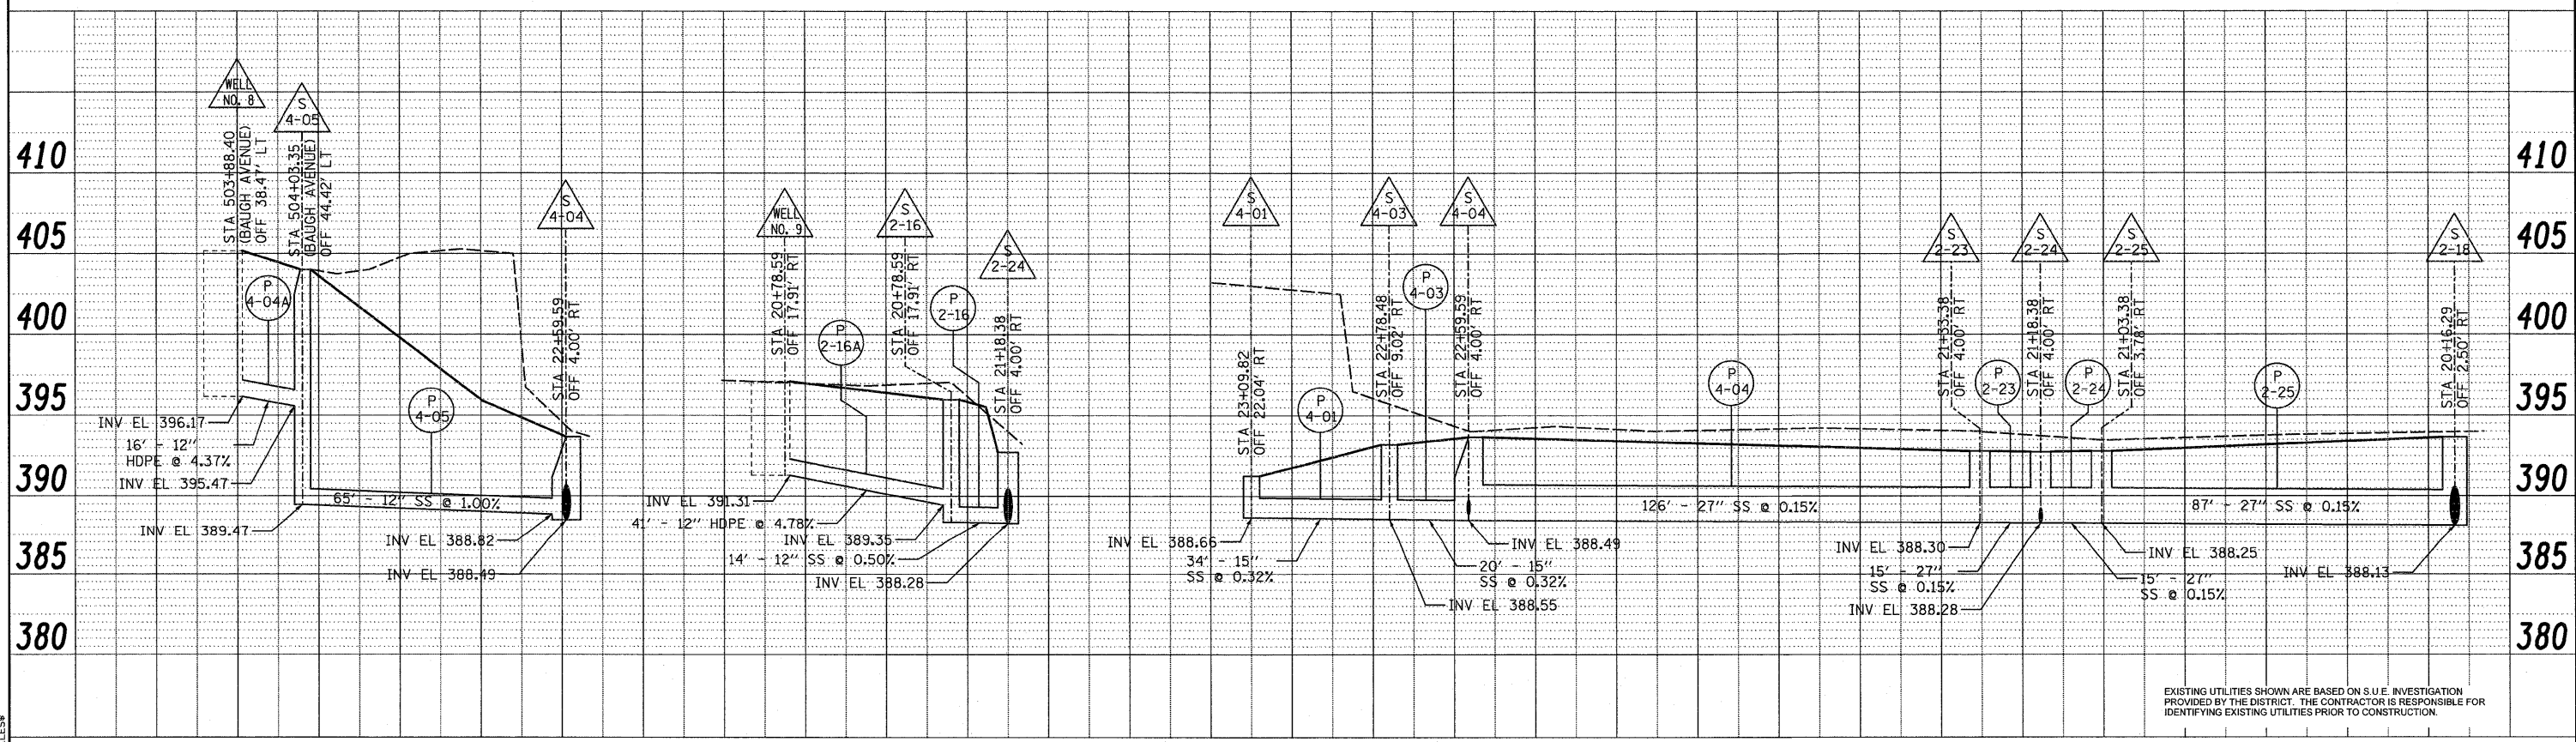 410
405
400
395
390
385
380
WELL
NO. 8
STA 503+88.40
(BAUGH AVENUE)
OFF 38.47' LT
S
4-05
STA 504+03.35
(BAUGH AVENUE)
OFF 44.42' LT
P
4-04A
P
4-05
S
4-04
STA 22+59.59
OFF 4.00' RT
INV EL 396.17
16' - 12"
HDPE @ 4.37%
INV EL 395.47
INV EL 389.47
65' - 12" SS @ 1.00%
INV EL 388.82
INV EL 388.49
WELL
NO. 9
STA 20+78.59
OFF 17.91' RT
P
2-16A
S
2-16
STA 20+78.59
OFF 17.91' RT
P
2-16
S
2-24
STA 21+18.38
OFF 4.00' RT
INV EL 391.31
41' - 12" HDPE @ 4.78%
INV EL 389.35
14' - 12" SS @ 0.50%
INV EL 388.28
S
4-01
STA 23+09.82
OFF 22.04' RT
P
4-01
S
4-03
STA 22+78.48
OFF 9.02' RT
P
4-03
S
4-04
STA 22+59.59
OFF 4.00' RT
INV EL 388.66
34' - 15"
SS @ 0.32%
INV EL 388.49
20' - 15"
SS @ 0.32%
INV EL 388.55
P
4-04
126' - 27" SS @ 0.15%
S
2-23
STA 21+33.38
OFF 4.00' RT
P
2-23
S
2-24
STA 21+18.38
OFF 4.00' RT
P
2-24
S
2-25
STA 21+03.38
OFF 3.78' RT
P
2-25
S
2-18
STA 20+16.29
OFF 2.50' RT
87' - 27" SS @ 0.15%
INV EL 388.30
15' - 27"
SS @ 0.15%
INV EL 388.28
INV EL 388.25
15' - 27"
SS @ 0.15%
INV EL 388.13
410
405
400
395
390
385
380
EXISTING UTILITIES SHOWN ARE BASED ON S.U.E. INVESTIGATION
PROVIDED BY THE DISTRICT. THE CONTRACTOR IS RESPONSIBLE FOR
IDENTIFYING EXISTING UTILITIES PRIOR TO CONSTRUCTION.